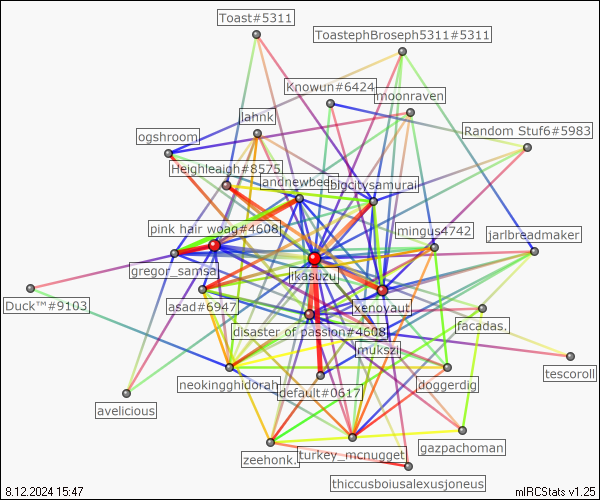 Toast#5311
ToastephBroseph5311#5311
Knowun#6424
moonraven
lahnk
ogshroom
Random Stuf6#5983
Heighleaigh#8575
andnewbeer
bigcitysamurai
pink hair woag#4608
mingus4742
jarlbreadmaker
gregor_samsa
ikasuzu
Duck™#9103
asad#6947
xenovaut
facadas.
disaster of passion#4608
mukszi
tescoroll
neokingghidorah
default#0617
doggerdig
avelicious
gazpachoman
zeehonk.
turkey_mcnugget
thiccusboiusalexusjoneus
8.12.2024 15:47
mIRCStats v1.25